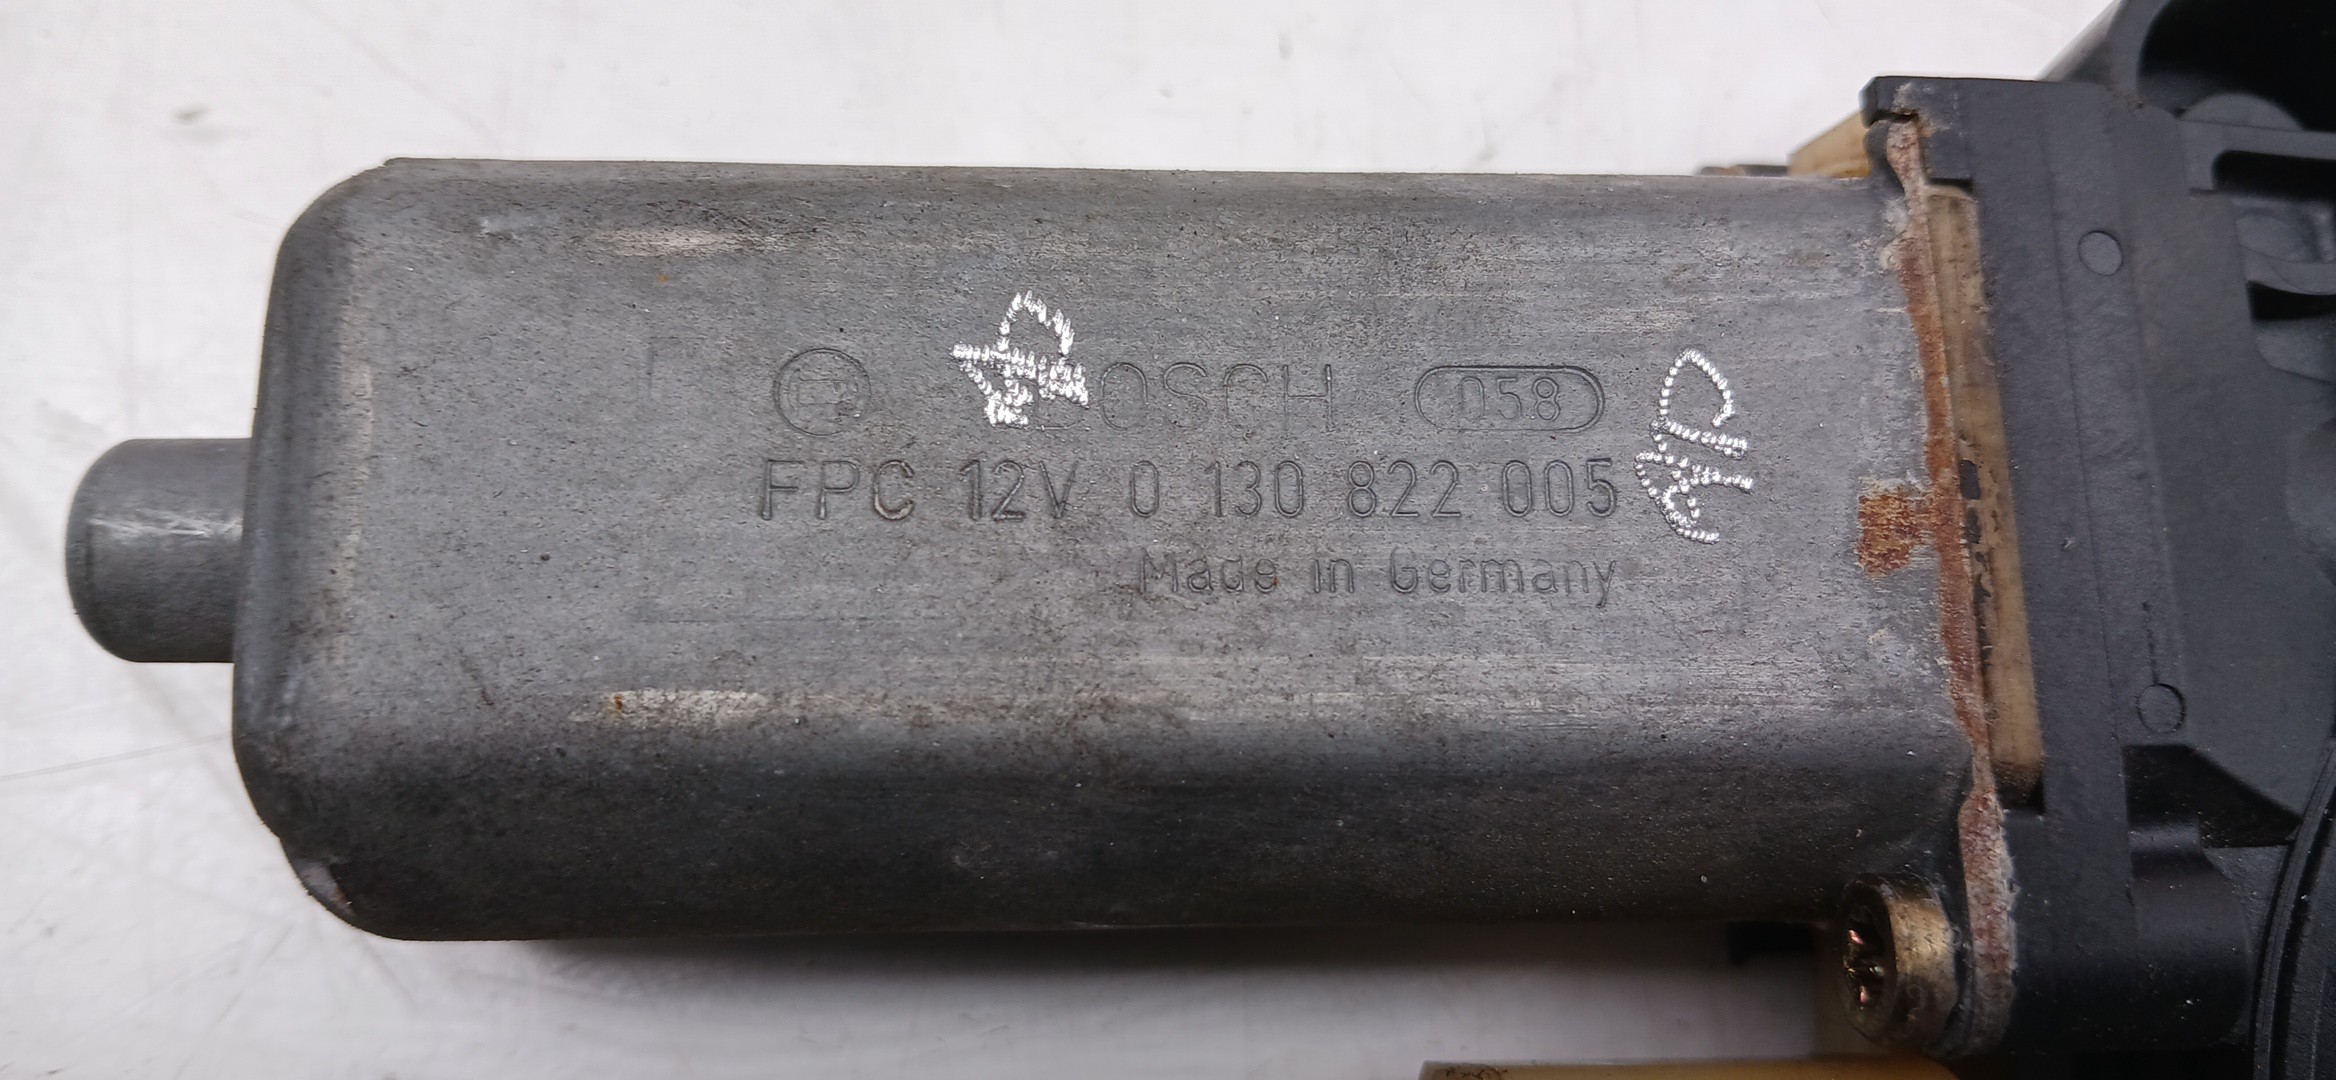 BOSCH 058
FPC 12V 0 130 822 005
Made in Germany